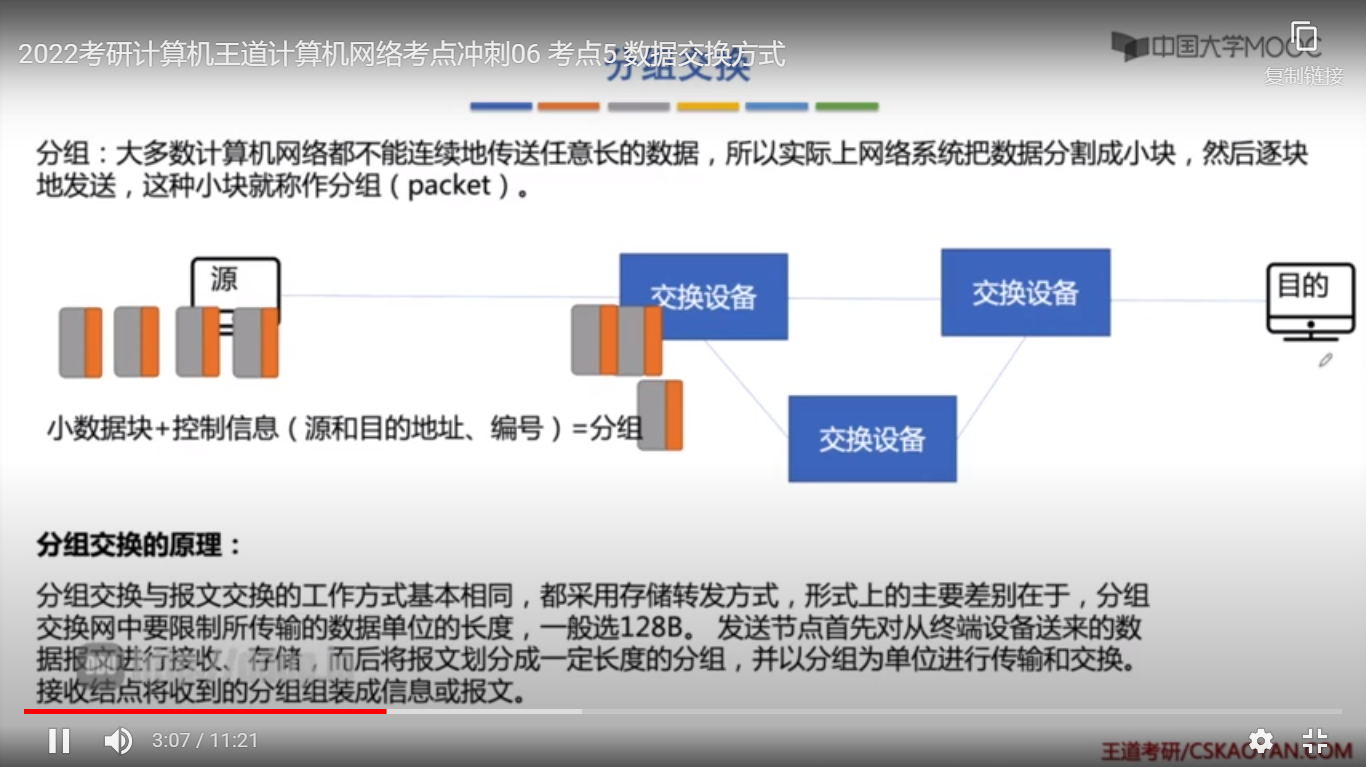 2022考研计算机王道计算机网络考点冲刺06 考点5 数据交换方式
分组交换
中国大学MOOC
复制链接
分组：大多数计算机网络都不能连续地传送任意长的数据，所以实际上网络系统把数据分割成小块，然后逐块
地发送，这种小块就称作分组（packet）。
源
交换设备
交换设备
目的
小数据块+控制信息（源和目的地址、编号）=分组
交换设备
分组交换的原理：
分组交换与报文交换的工作方式基本相同，都采用存储转发方式，形式上的主要差别在于，分组
交换网中要限制所传输的数据单位的长度，一般选128B。 发送节点首先对从终端设备送来的数
据报文进行接收、存储，而后将报文划分成一定长度的分组，并以分组为单位进行传输和交换。
接收结点将收到的分组组装成信息或报文。
3:07 / 11:21
王道考研/CSKAOYAN.COM